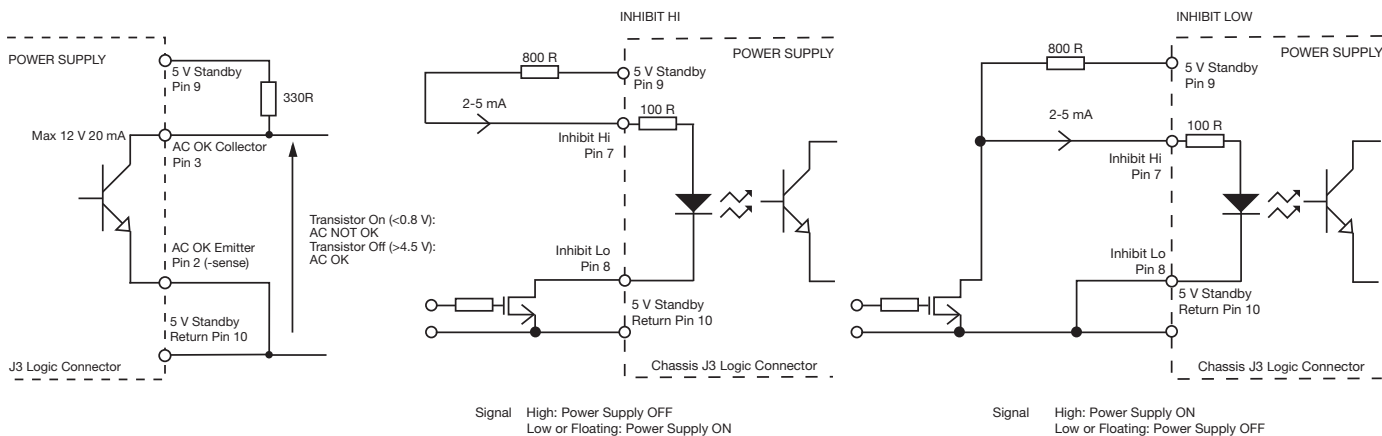 POWER SUPPLY
5 V Standby
Pin 9
330R
Max 12 V 20 mA
AC OK Collector
Pin 3
Transistor On (<0.8 V):
AC NOT OK
Transistor Off (>4.5 V):
AC OK
AC OK Emitter
Pin 2 (-sense)
5 V Standby
Return Pin 10
J3 Logic Connector
INHIBIT HI
POWER SUPPLY
800 R
5 V Standby
Pin 9
2-5 mA
100 R
Inhibit Hi
Pin 7
Inhibit Lo
Pin 8
5 V Standby
Return Pin 10
Chassis J3 Logic Connector
Signal High: Power Supply OFF
Low or Floating: Power Supply ON
INHIBIT LOW
POWER SUPPLY
800 R
5 V Standby
Pin 9
2-5 mA
100 R
Inhibit Hi
Pin 7
Inhibit Lo
Pin 8
5 V Standby
Return Pin 10
Chassis J3 Logic Connector
Signal High: Power Supply ON
Low or Floating: Power Supply OFF